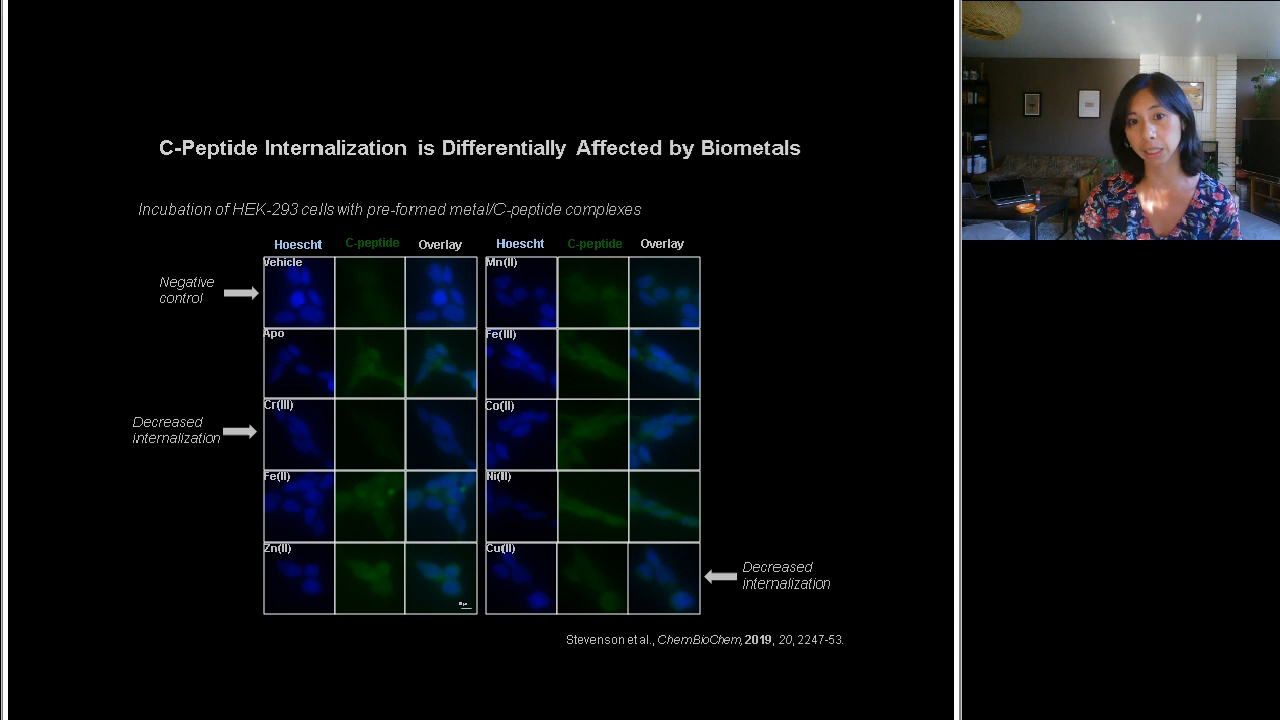 C-Peptide Internalization is Differentially Affected by Biometals
Incubation of HEK-293 cells with pre-formed metal/C-peptide complexes
Hoescht C-peptide Overlay Hoescht C-peptide Overlay
Vehicle Mn(II)
Negative
control
Apo Fe(III)
Cr(III) Co(II)
Decreased
internalization
Fe(II) Ni(II)
Zn(II) Cu(II)
Decreased
internalization
Stevenson et al., ChemBioChem, 2019, 20, 2247-53.